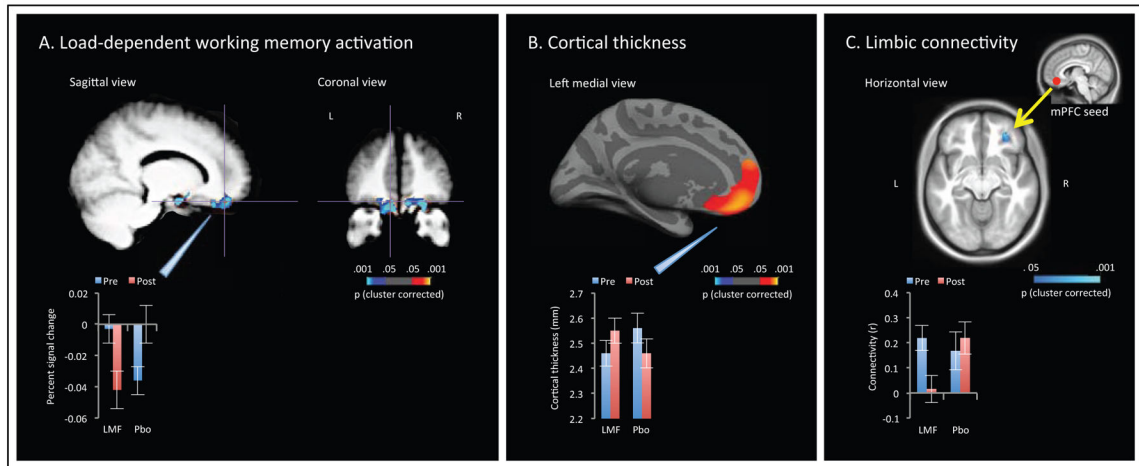 A. Load-dependent working memory activation
Sagittal view
Coronal view
L
R
.001 .05 .05 .001
p (cluster corrected)
Pre Post
0.02
0
-0.02
-0.04
-0.06
Percent signal change
LMF Pbo
B. Cortical thickness
Left medial view
.001 .05 .05 .001
p (cluster corrected)
Pre Post
2.7
2.6
2.5
2.4
2.3
2.2
Cortical thickness (mm)
LMF Pbo
C. Limbic connectivity
Horizontal view
mPFC seed
L
R
. 05 .001
p (cluster corrected)
Pre Post
0.4
0.3
0.2
0.1
0
-0.1
Connectivity (r)
LMF Pbo